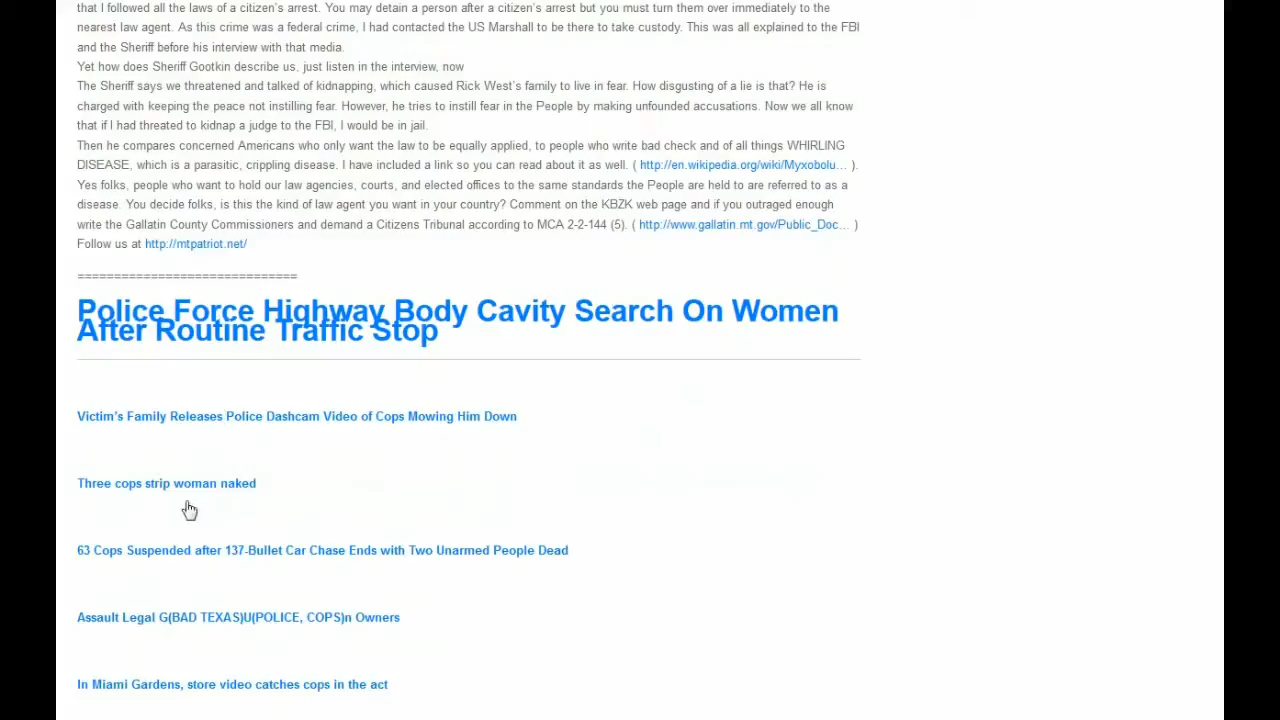 that I followed all the laws of a citizen's arrest. You may detain a person after a citizen's arrest but you must turn them over immediately to the
nearest law agent. As this crime was a federal crime, I had contacted the US Marshall to be there to take custody. This was all explained to the FBI
and the Sheriff before his interview with that media.
Yet how does Sheriff Gootkin describe us, just listen in the interview, now
The Sheriff says we threatened and talked of kidnapping, which caused Rick West's family to live in fear. How disgusting of a lie is that? He is
charged with keeping the peace not instilling fear. However, he tries to instill fear in the People by making unfounded accusations. Now we all know
that if I had threated to kidnap a judge to the FBI, I would be in jail.
Then he compares concerned Americans who only want the law to be equally applied, to people who write bad check and of all things WHIRLING
DISEASE, which is a parasitic, crippling disease. I have included a link so you can read about it as well. ( http://en.wikipedia.org/wiki/Myxobolu… ).
Yes folks, people who want to hold our law agencies, courts, and elected offices to the same standards the People are held to are referred to as a
disease. You decide folks, is this the kind of law agent you want in your country? Comment on the KBZK web page and if you outraged enough
write the Gallatin County Commissioners and demand a Citizens Tribunal according to MCA 2-2-144 (5). ( http://www.gallatin.mt.gov/Public_Doc… )
Follow us at http://mtpatriot.net/
==============================
Police Force Highway Body Cavity Search On Women
After Routine Traffic Stop
Victim's Family Releases Police Dashcam Video of Cops Mowing Him Down
Three cops strip woman naked
63 Cops Suspended after 137-Bullet Car Chase Ends with Two Unarmed People Dead
Assault Legal G(BAD TEXAS)U(POLICE, COPS)n Owners
In Miami Gardens, store video catches cops in the act